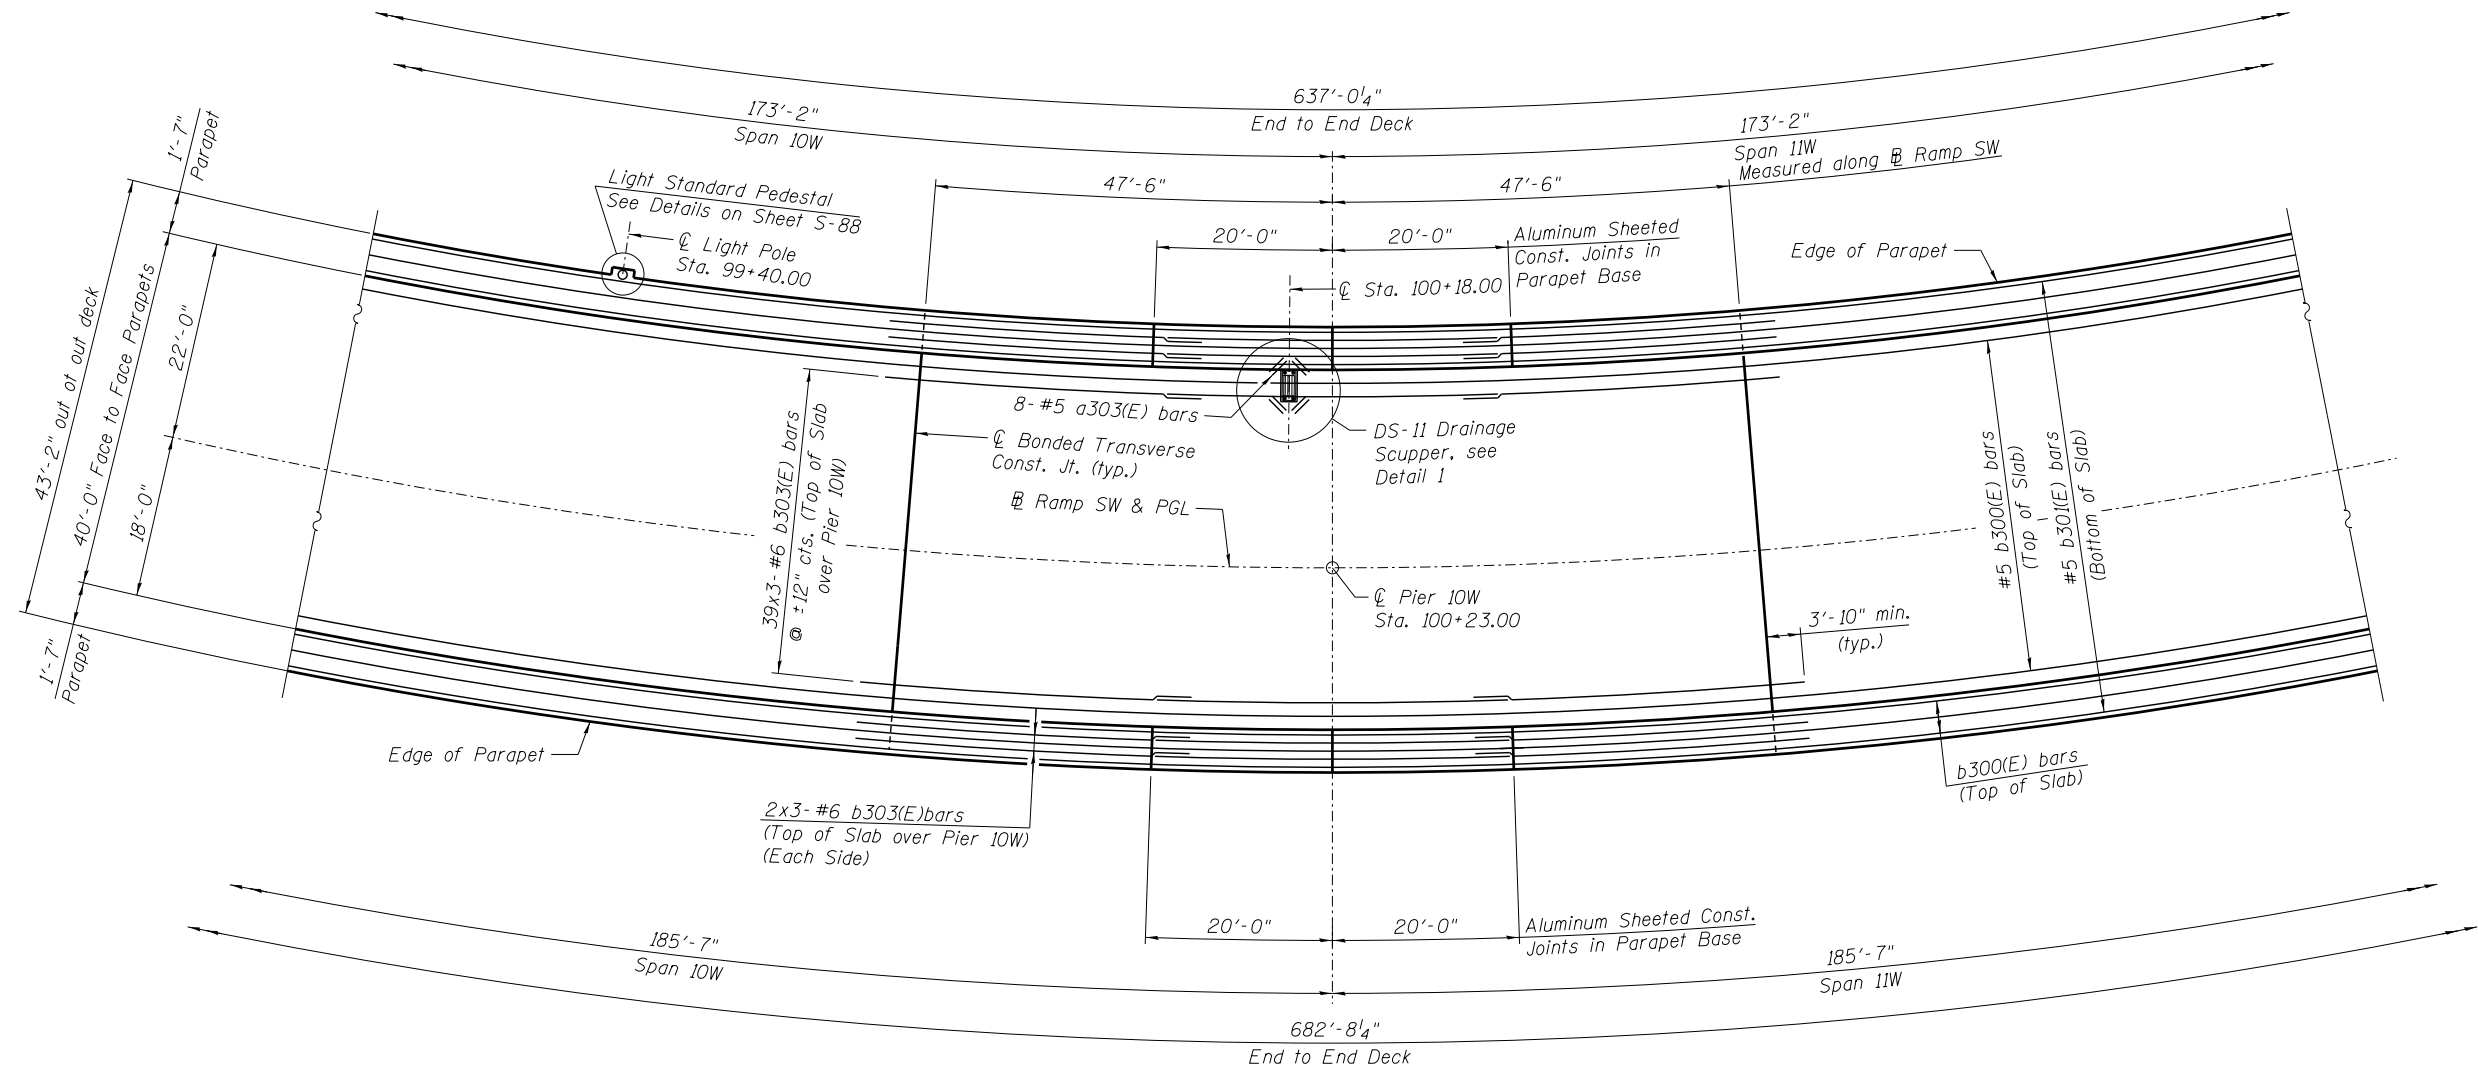 637'-0¼"
End to End Deck
173'-2"
Span 10W
173'-2"
Span 11W
Measured along ℄ Ramp SW
47'-6"
47'-6"
1'-7"
Parapet
Light Standard Pedestal
See Details on Sheet S-88
℄ Light Pole
Sta. 99+40.00
20'-0"
20'-0"
Aluminum Sheeted
Const. Joints in
Parapet Base
Edge of Parapet
℄ Sta. 100+18.00
43'-2" out ot out deck
40'-0" Face to Face Parapets
22'-0"
18'-0"
1'-7"
Parapet
8-#5 a303(E) bars
℄ Bonded Transverse
Const. Jt. (typ.)
DS-11 Drainage
Scupper, see
Detail 1
39x3-#6 b303(E) bars
@ ±12" cts. (Top of Slab
over Pier 10W)
BL Ramp SW & PGL
℄ Pier 10W
Sta. 100+23.00
#5 b300(E) bars
(Top of Slab)
#5 b301(E) bars
(Bottom of Slab)
3'-10" min.
(typ.)
Edge of Parapet
2x3-#6 b303(E)bars
(Top of Slab over Pier 10W)
(Each Side)
b300(E) bars
(Top of Slab)
20'-0"
20'-0"
Aluminum Sheeted Const.
Joints in Parapet Base
185'-7"
Span 10W
185'-7"
Span 11W
682'-8¼"
End to End Deck